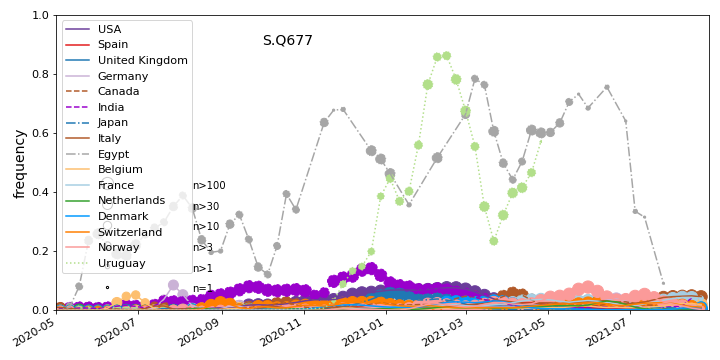 S.Q677
frequency
1.0
0.8
0.6
0.4
0.2
0.0
USA
Spain
United Kingdom
Germany
Canada
India
Japan
Italy
Egypt
Belgium
France
Netherlands
Denmark
Switzerland
Norway
Uruguay
n>100
n>30
n>10
n>3
n>1
n=1
2020-05
2020-07
2020-09
2020-11
2021-01
2021-03
2021-05
2021-07